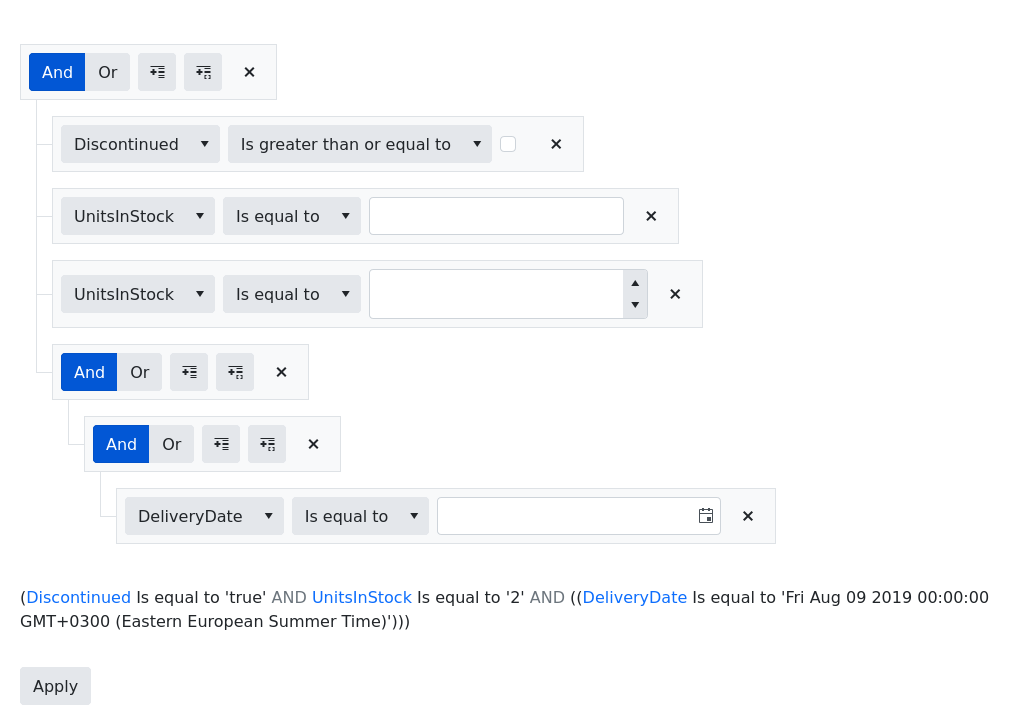 And Or
Discontinued Is greater than or equal to
UnitsInStock Is equal to
UnitsInStock Is equal to
And Or
And Or
DeliveryDate Is equal to
(Discontinued Is equal to 'true' AND UnitsInStock Is equal to '2' AND ((DeliveryDate Is equal to 'Fri Aug 09 2019 00:00:00
GMT+0300 (Eastern European Summer Time)')))
Apply